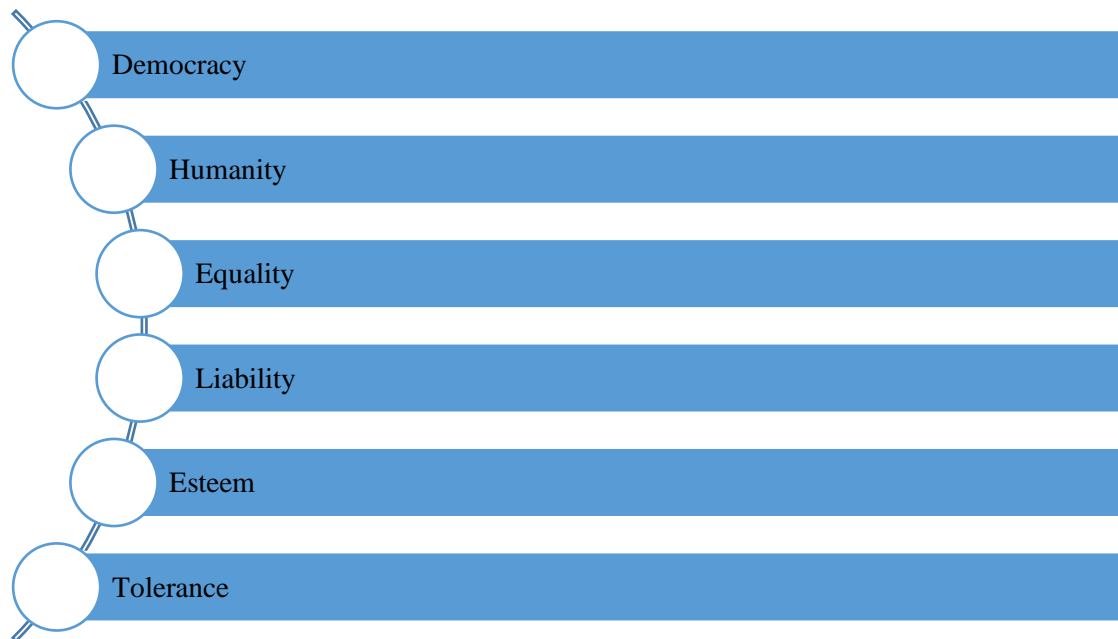 Democracy
Humanity
Equality
Liability
Esteem
Tolerance